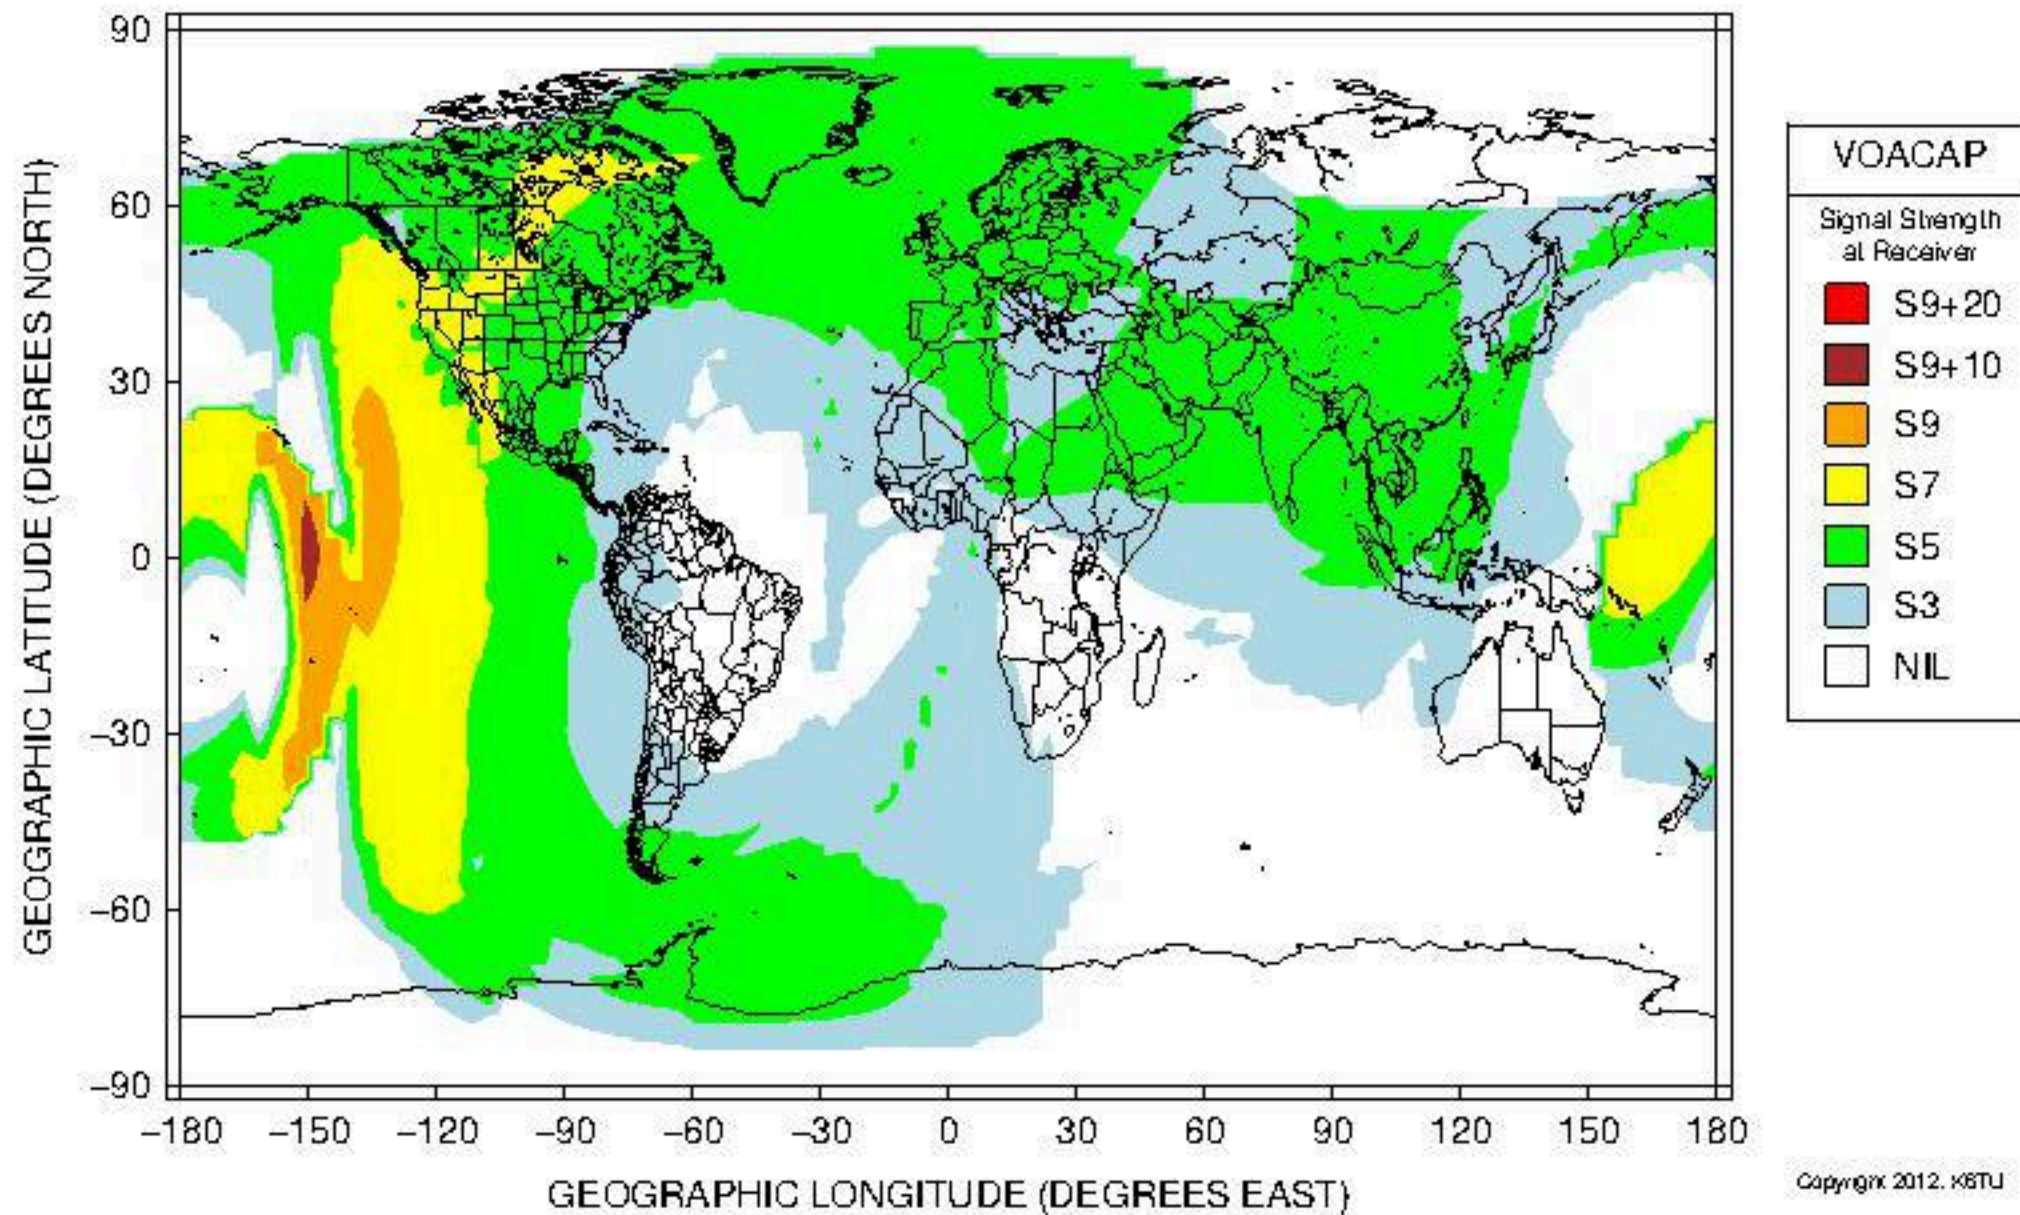 90
60
30
0
−30
−60
−90
GEOGRAPHIC LATITUDE (DEGREES NORTH)
−180 −150 −120 −90 −60 −30 0 30 60 90 120 150 180
GEOGRAPHIC LONGITUDE (DEGREES EAST)
VOACAP
Signal Strength
at Receiver
S9+20
S9+10
S9
S7
S5
S3
NIL
Copyright 2012, K6TU